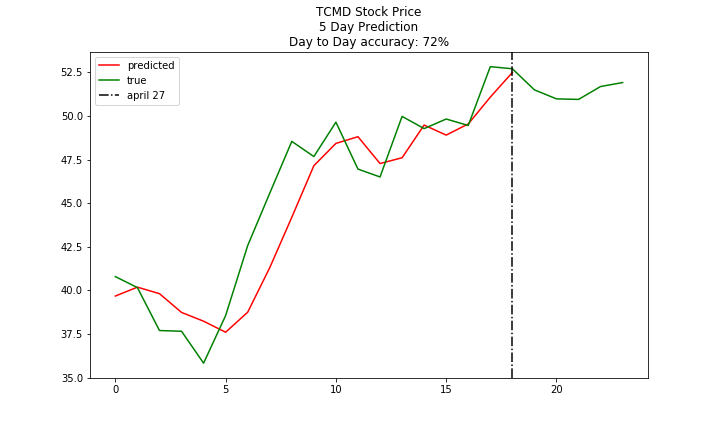 TCMD Stock Price
5 Day Prediction
Day to Day accuracy: 72%
predicted
true
april 27
52.5
50.0
47.5
45.0
42.5
40.0
37.5
35.0
0
5
10
15
20